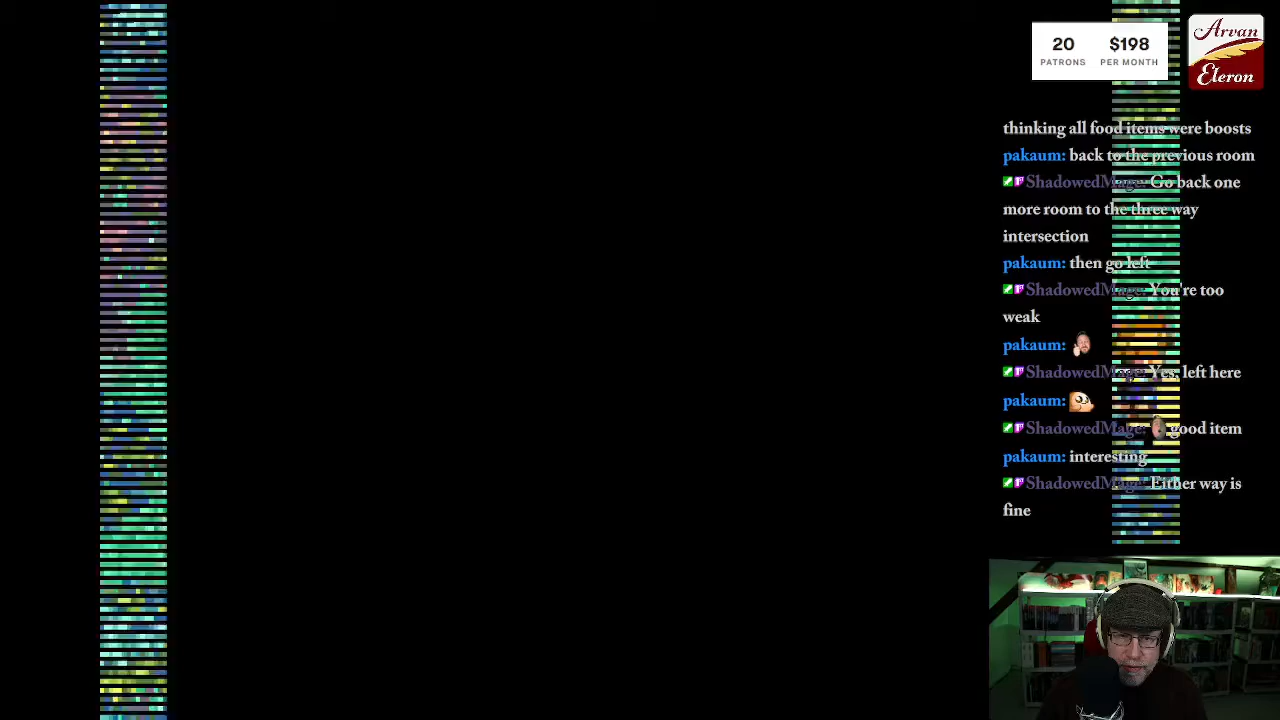 20 $198
PATRONS PER MONTH
Arvan
Eleron
thinking all food items were boosts
pakaum: back to the previous room
ShadowedMage: Go back one
more room to the three way
intersection
pakaum: then go left
ShadowedMage: You're too
weak
pakaum:
ShadowedMage: Yes, left here
pakaum:
ShadowedMage: good item
pakaum: interesting
ShadowedMage: Either way is
fine